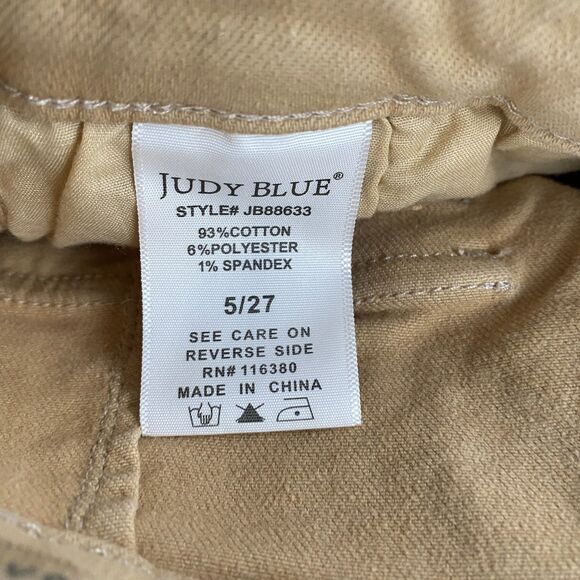 JUDY BLUE®
STYLE# JB88633
93%COTTON
6%POLYESTER
1% SPANDEX
5/27
SEE CARE ON
REVERSE SIDE
RN# 116380
MADE IN CHINA